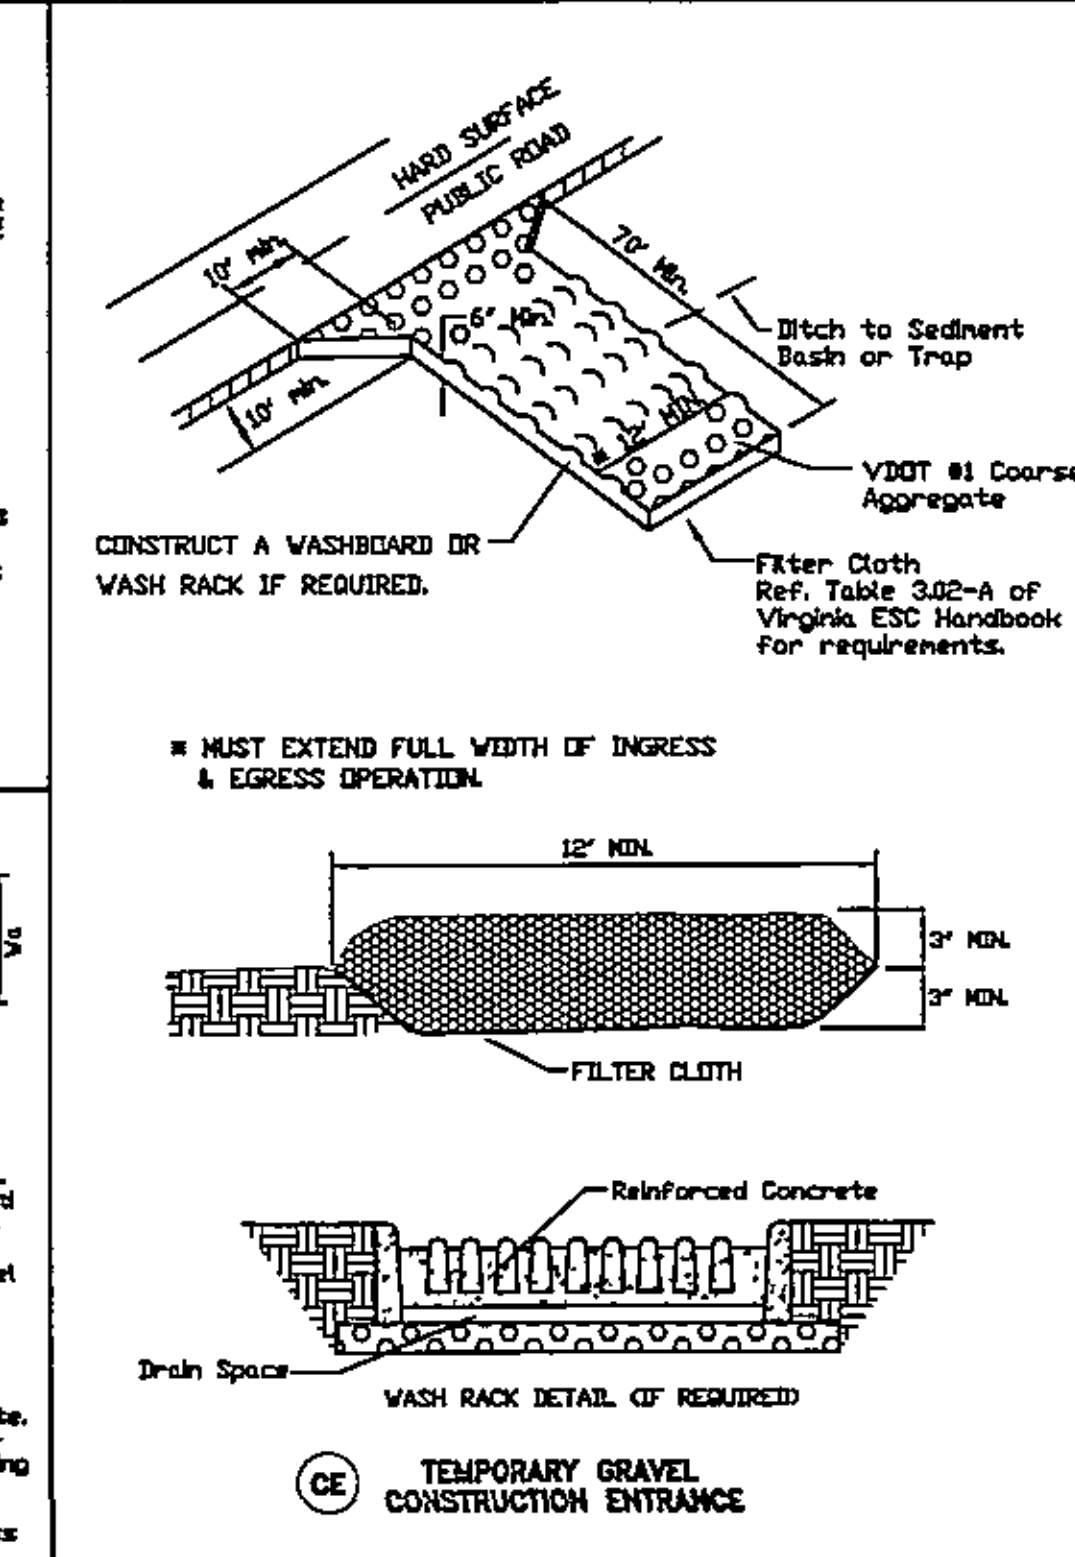 HARD SURFACE
PUBLIC ROAD
10' min.
70' Min.
6" Min.
Ditch to Sediment
Basin or Trap
10' min.
* 12' MIN.
VDOT #1 Coarse
Aggregate
CONSTRUCT A WASHBOARD OR
WASH RACK IF REQUIRED.
Filter Cloth
Ref. Table 3.02-A of
Virginia ESC Handbook
for requirements.
* MUST EXTEND FULL WIDTH OF INGRESS
& EGRESS OPERATION.
12' MIN.
Wa
3" MIN.
3" MIN.
FILTER CLOTH
Reinforced Concrete
Drain Space
WASH RACK DETAIL (IF REQUIRED)
CE
TEMPORARY GRAVEL
CONSTRUCTION ENTRANCE